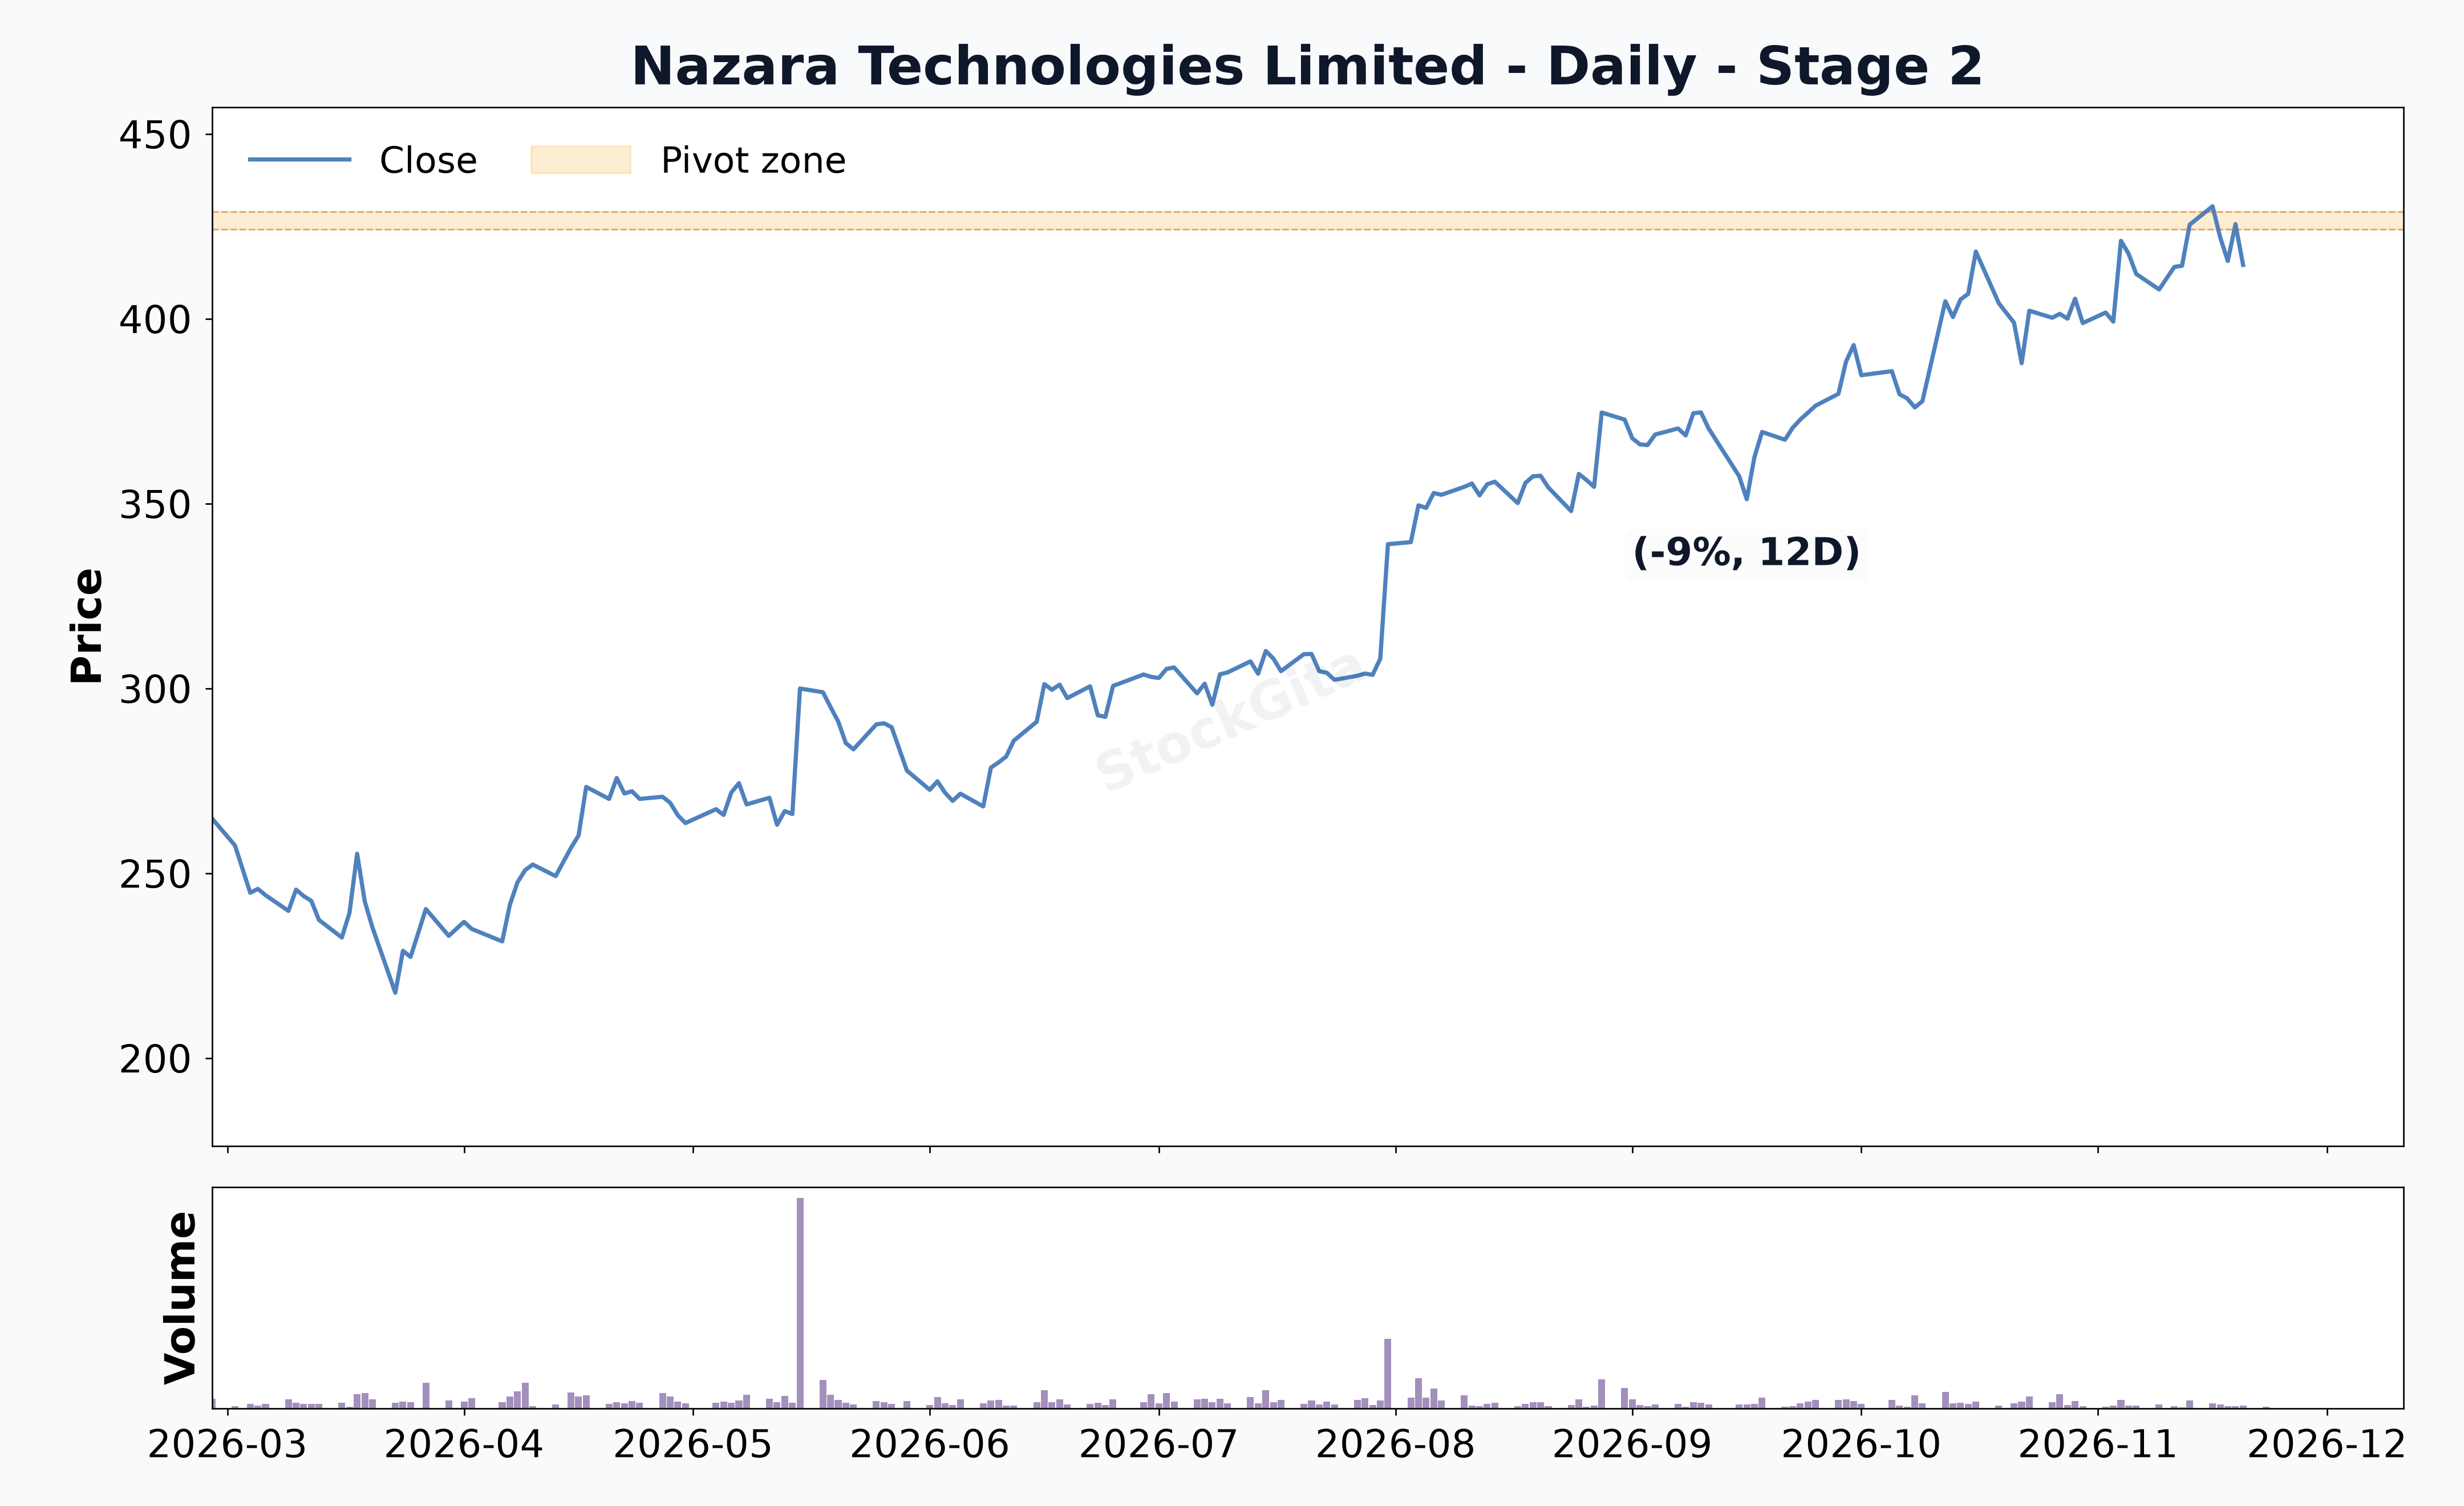 Nazara Technologies Limited - Daily - Stage 2
Close
Pivot zone
450
400
350
300
250
200
Price
(-9%, 12D)
StockGita
Volume
2026-03
2026-04
2026-05
2026-06
2026-07
2026-08
2026-09
2026-10
2026-11
2026-12